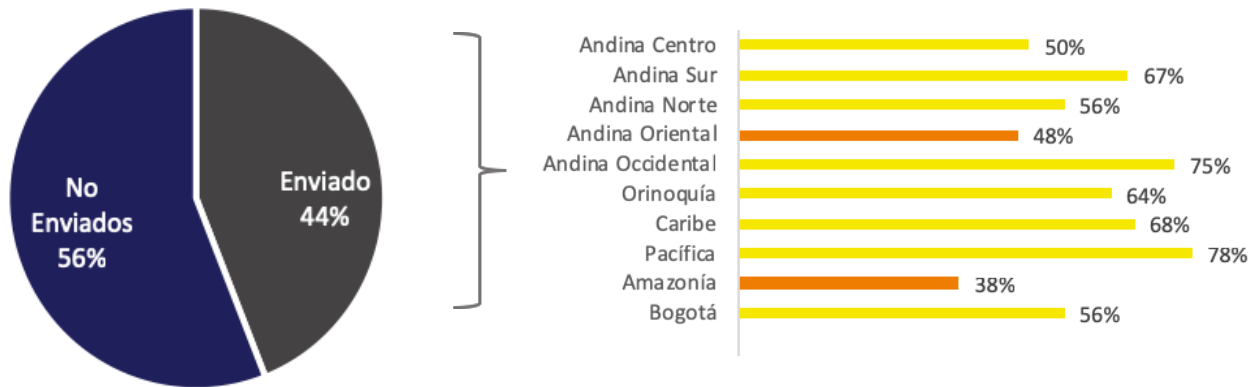 No
Enviados
56%
Enviado
44%
Andina Centro 50%
Andina Sur 67%
Andina Norte 56%
Andina Oriental 48%
Andina Occidental 75%
Orinoquía 64%
Caribe 68%
Pacífica 78%
Amazonía 38%
Bogotá 56%